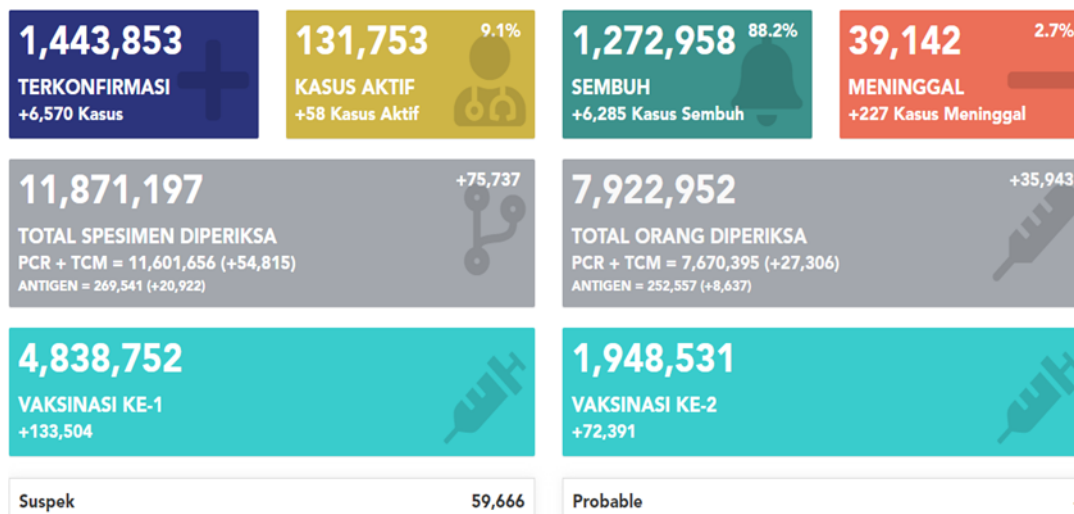 1,443,853
TERKONFIRMASI
+6,570 Kasus
131,753
9.1%
KASUS AKTIF
+58 Kasus Aktif
1,272,958
88.2%
SEMBUH
+6,285 Kasus Sembuh
39,142
2.7%
MENINGGAL
+227 Kasus Meninggal
11,871,197
+75,737
TOTAL SPESIMEN DIPERIKSA
PCR + TCM = 11,601,656 (+54,815)
ANTIGEN = 269,541 (+20,922)
7,922,952
+35,943
TOTAL ORANG DIPERIKSA
PCR + TCM = 7,670,395 (+27,306)
ANTIGEN = 252,557 (+8,637)
4,838,752
VAKSINASI KE-1
+133,504
1,948,531
VAKSINASI KE-2
+72,391
Suspek 59,666
Probable